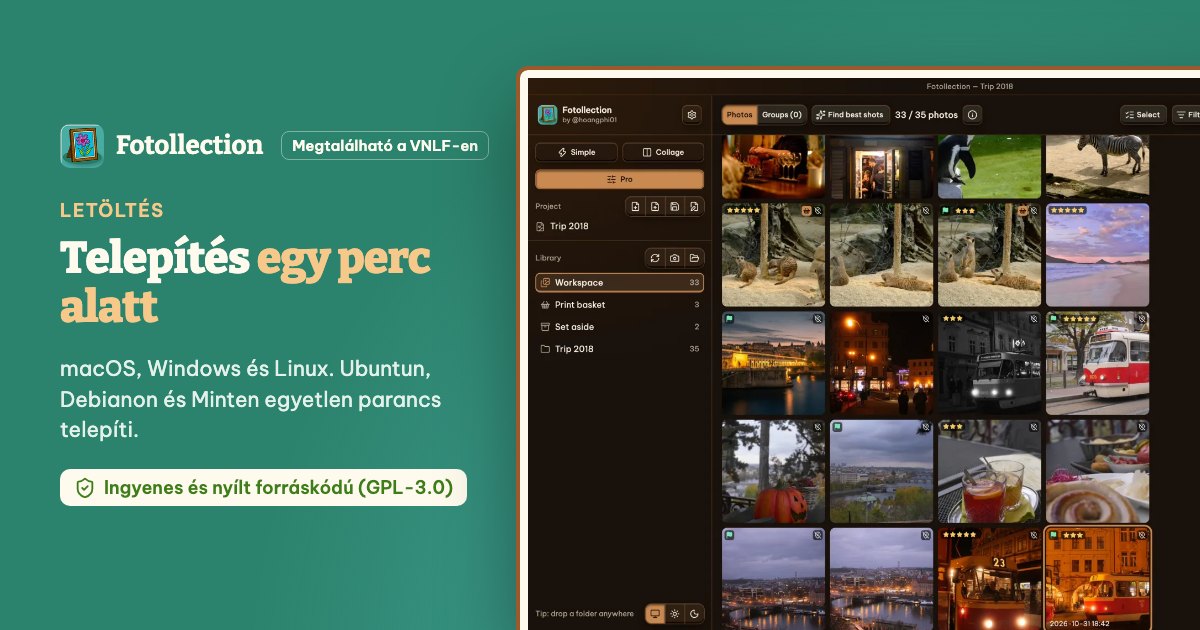 Fotollection
Megtalálható a VNLF-en
LETÖLTÉS
Telepítés egy perc
alatt
macOS, Windows és Linux. Ubuntun,
Debianon és Minten egyetlen parancs
telepíti.
Ingyenes és nyílt forráskódú (GPL-3.0)
Fotollection — Trip 2018
Fotollection
by @hoangphi01
Simple
Collage
Pro
Project
Trip 2018
Library
Workspace 33
Print basket 3
Set aside 2
Trip 2018 35
Tip: drop a folder anywhere
Photos
Groups (0)
Find best shots
33 / 35 photos
Select
Filt
23
2026-10-31 18:42